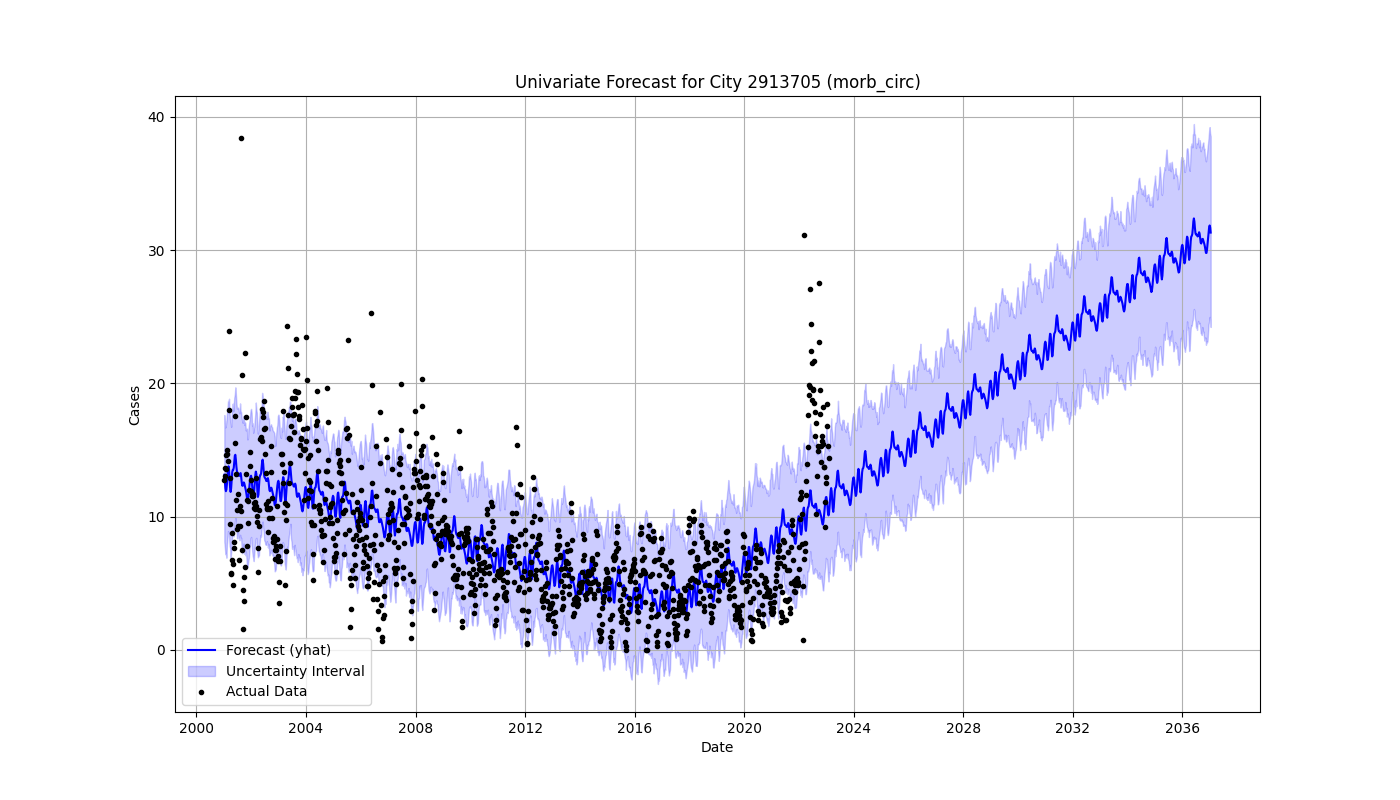 Univariate Forecast for City 2913705 (morb_circ)
40
30
20
10
0
Cases
Forecast (yhat)
Uncertainty Interval
Actual Data
2000 2004 2008 2012 2016 2020 2024 2028 2032 2036
Date